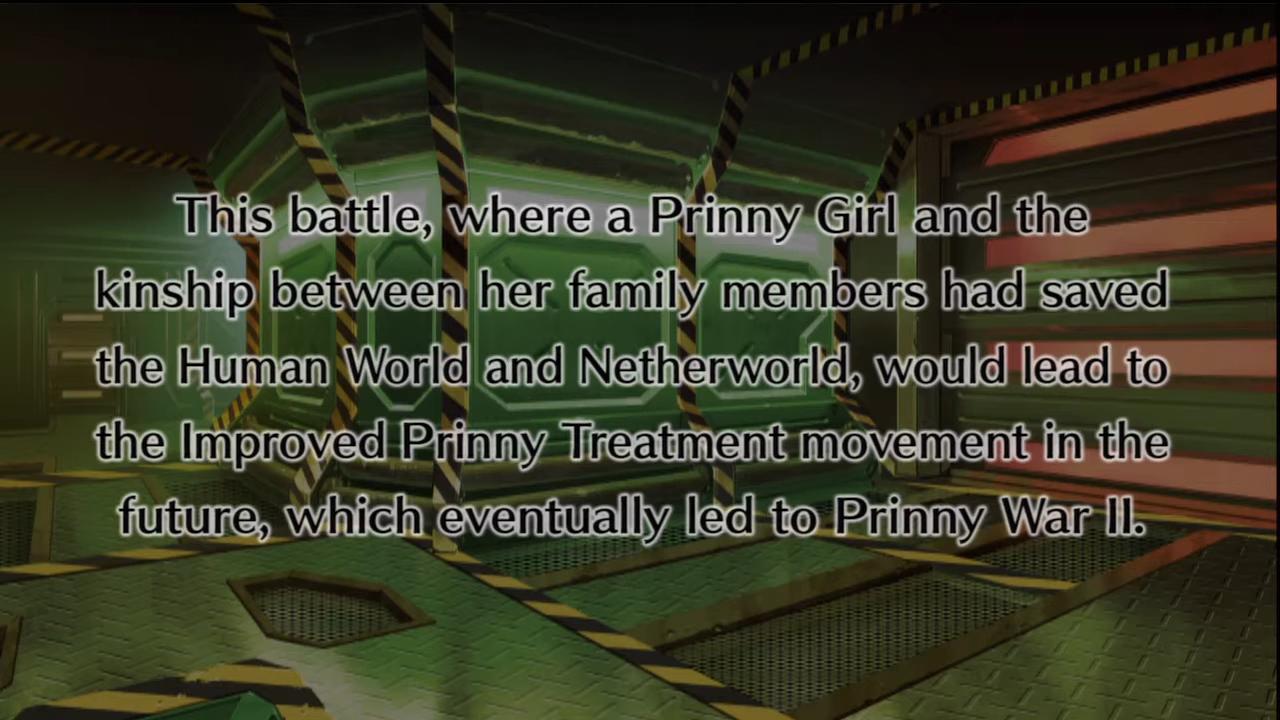 This battle, where a Prinny Girl and the
kinship between her family members had saved
the Human World and Netherworld, would lead to
the Improved Prinny Treatment movement in the
future, which eventually led to Prinny War II.